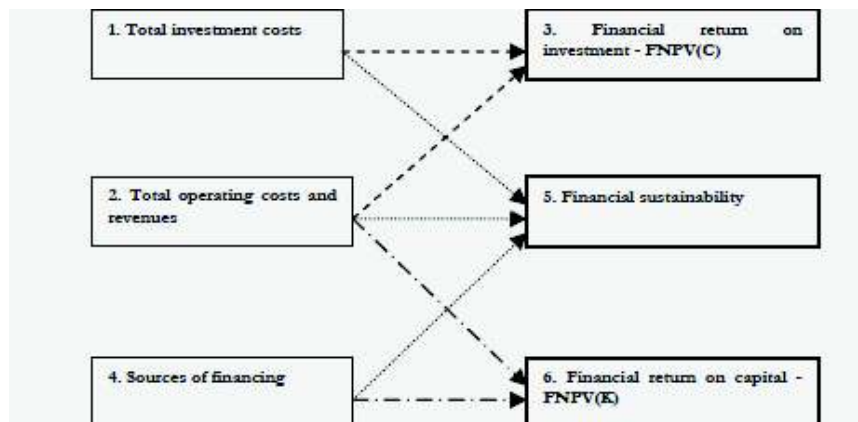 1. Total investment costs
3. Financial return on
investment - FNPV(C)
2. Total operating costs and
revenues
5. Financial sustainability
4. Sources of financing
6. Financial return on capital -
FNPV(K)